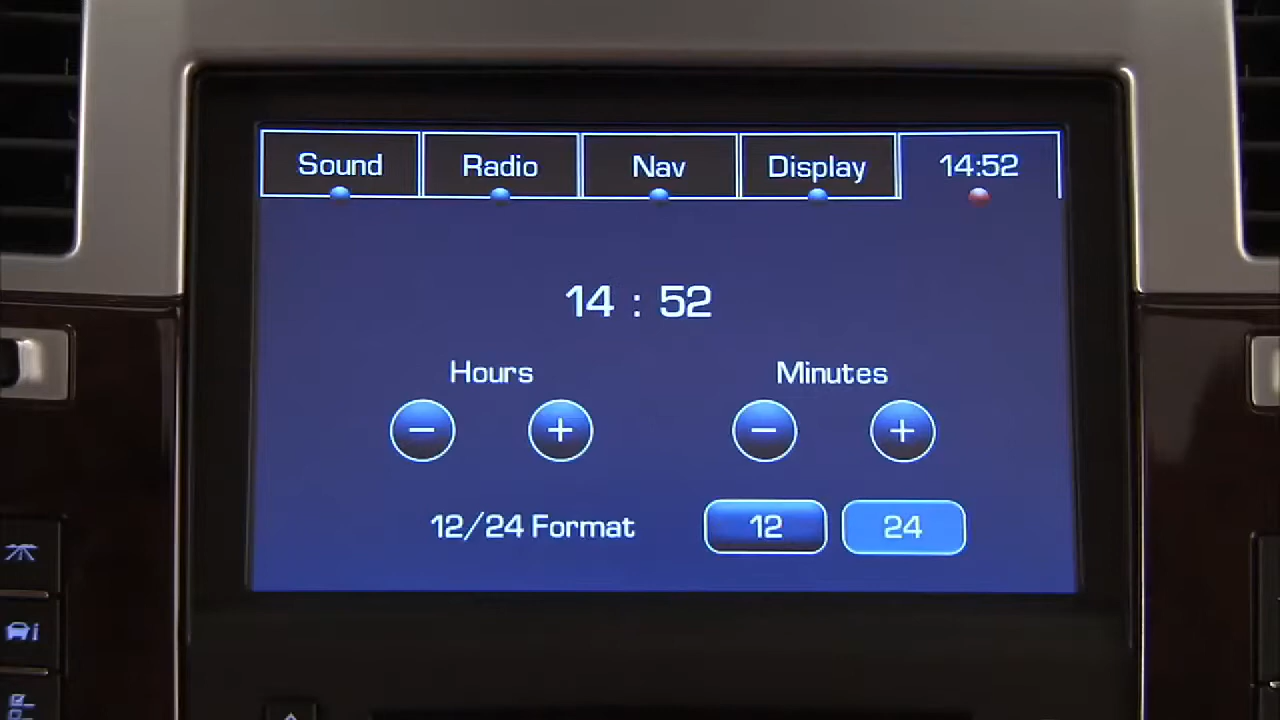 Sound Radio Nav Display 14:52
14 : 52
Hours Minutes
− + − +
12/24 Format 12 24